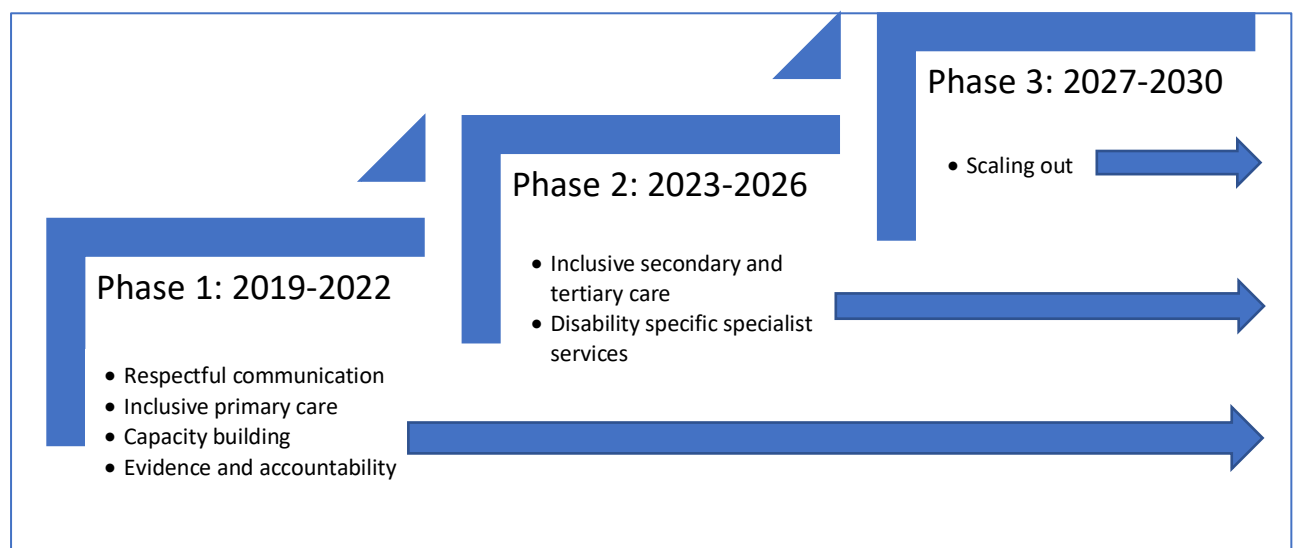 Phase 1: 2019-2022
• Respectful communication
• Inclusive primary care
• Capacity building
• Evidence and accountability
Phase 2: 2023-2026
• Inclusive secondary and
tertiary care
• Disability specific specialist
services
Phase 3: 2027-2030
• Scaling out